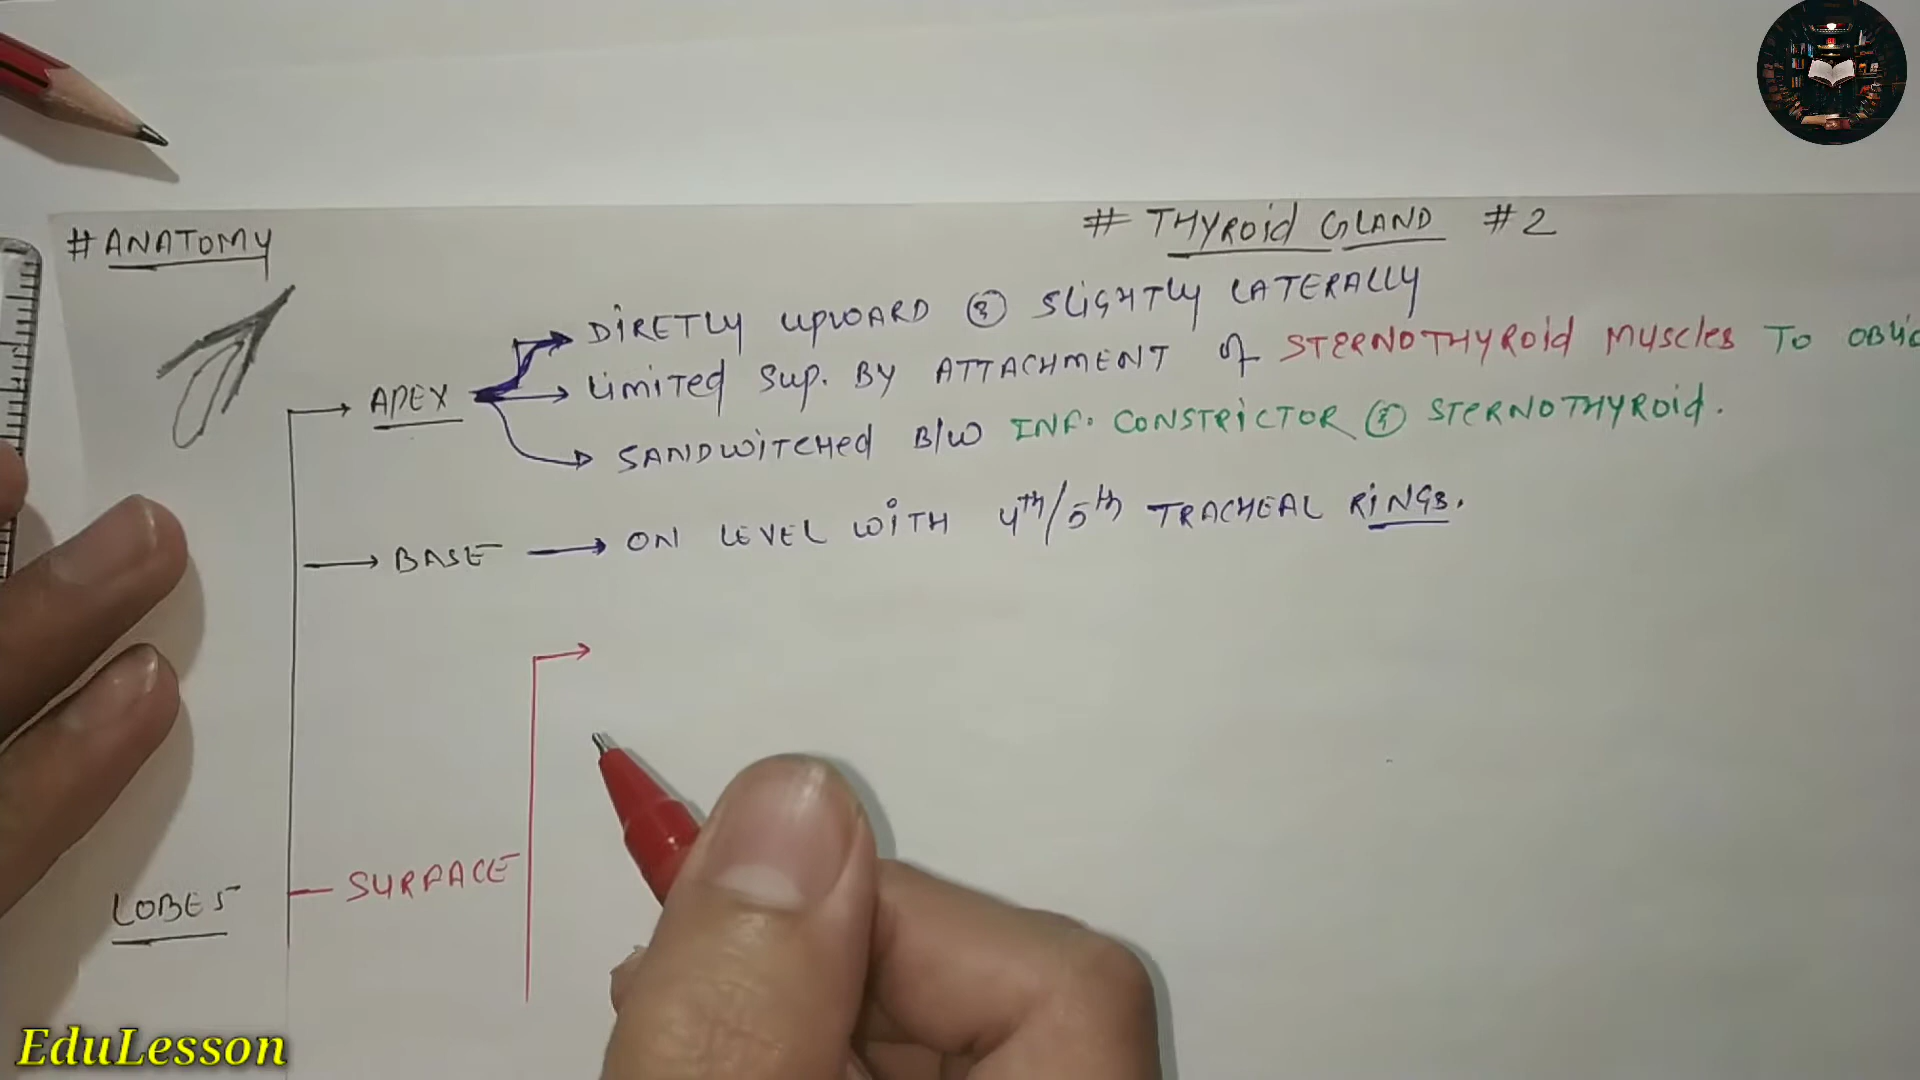 #ANATOMY
# THYROID GLAND #2
DIRETLY UPWARD & SLIGHTLY LATERALLY
APEX
LIMITED SUP. BY ATTACHMENT of STERNOTHYROID MUSCLES TO
SANDWITCHED B/W INF. CONSTRICTOR & STERNOTHYROID.
BASE → ON LEVEL WITH 4th/5th TRACHEAL RINGS.
SURFACE
LOBES
EduLesson